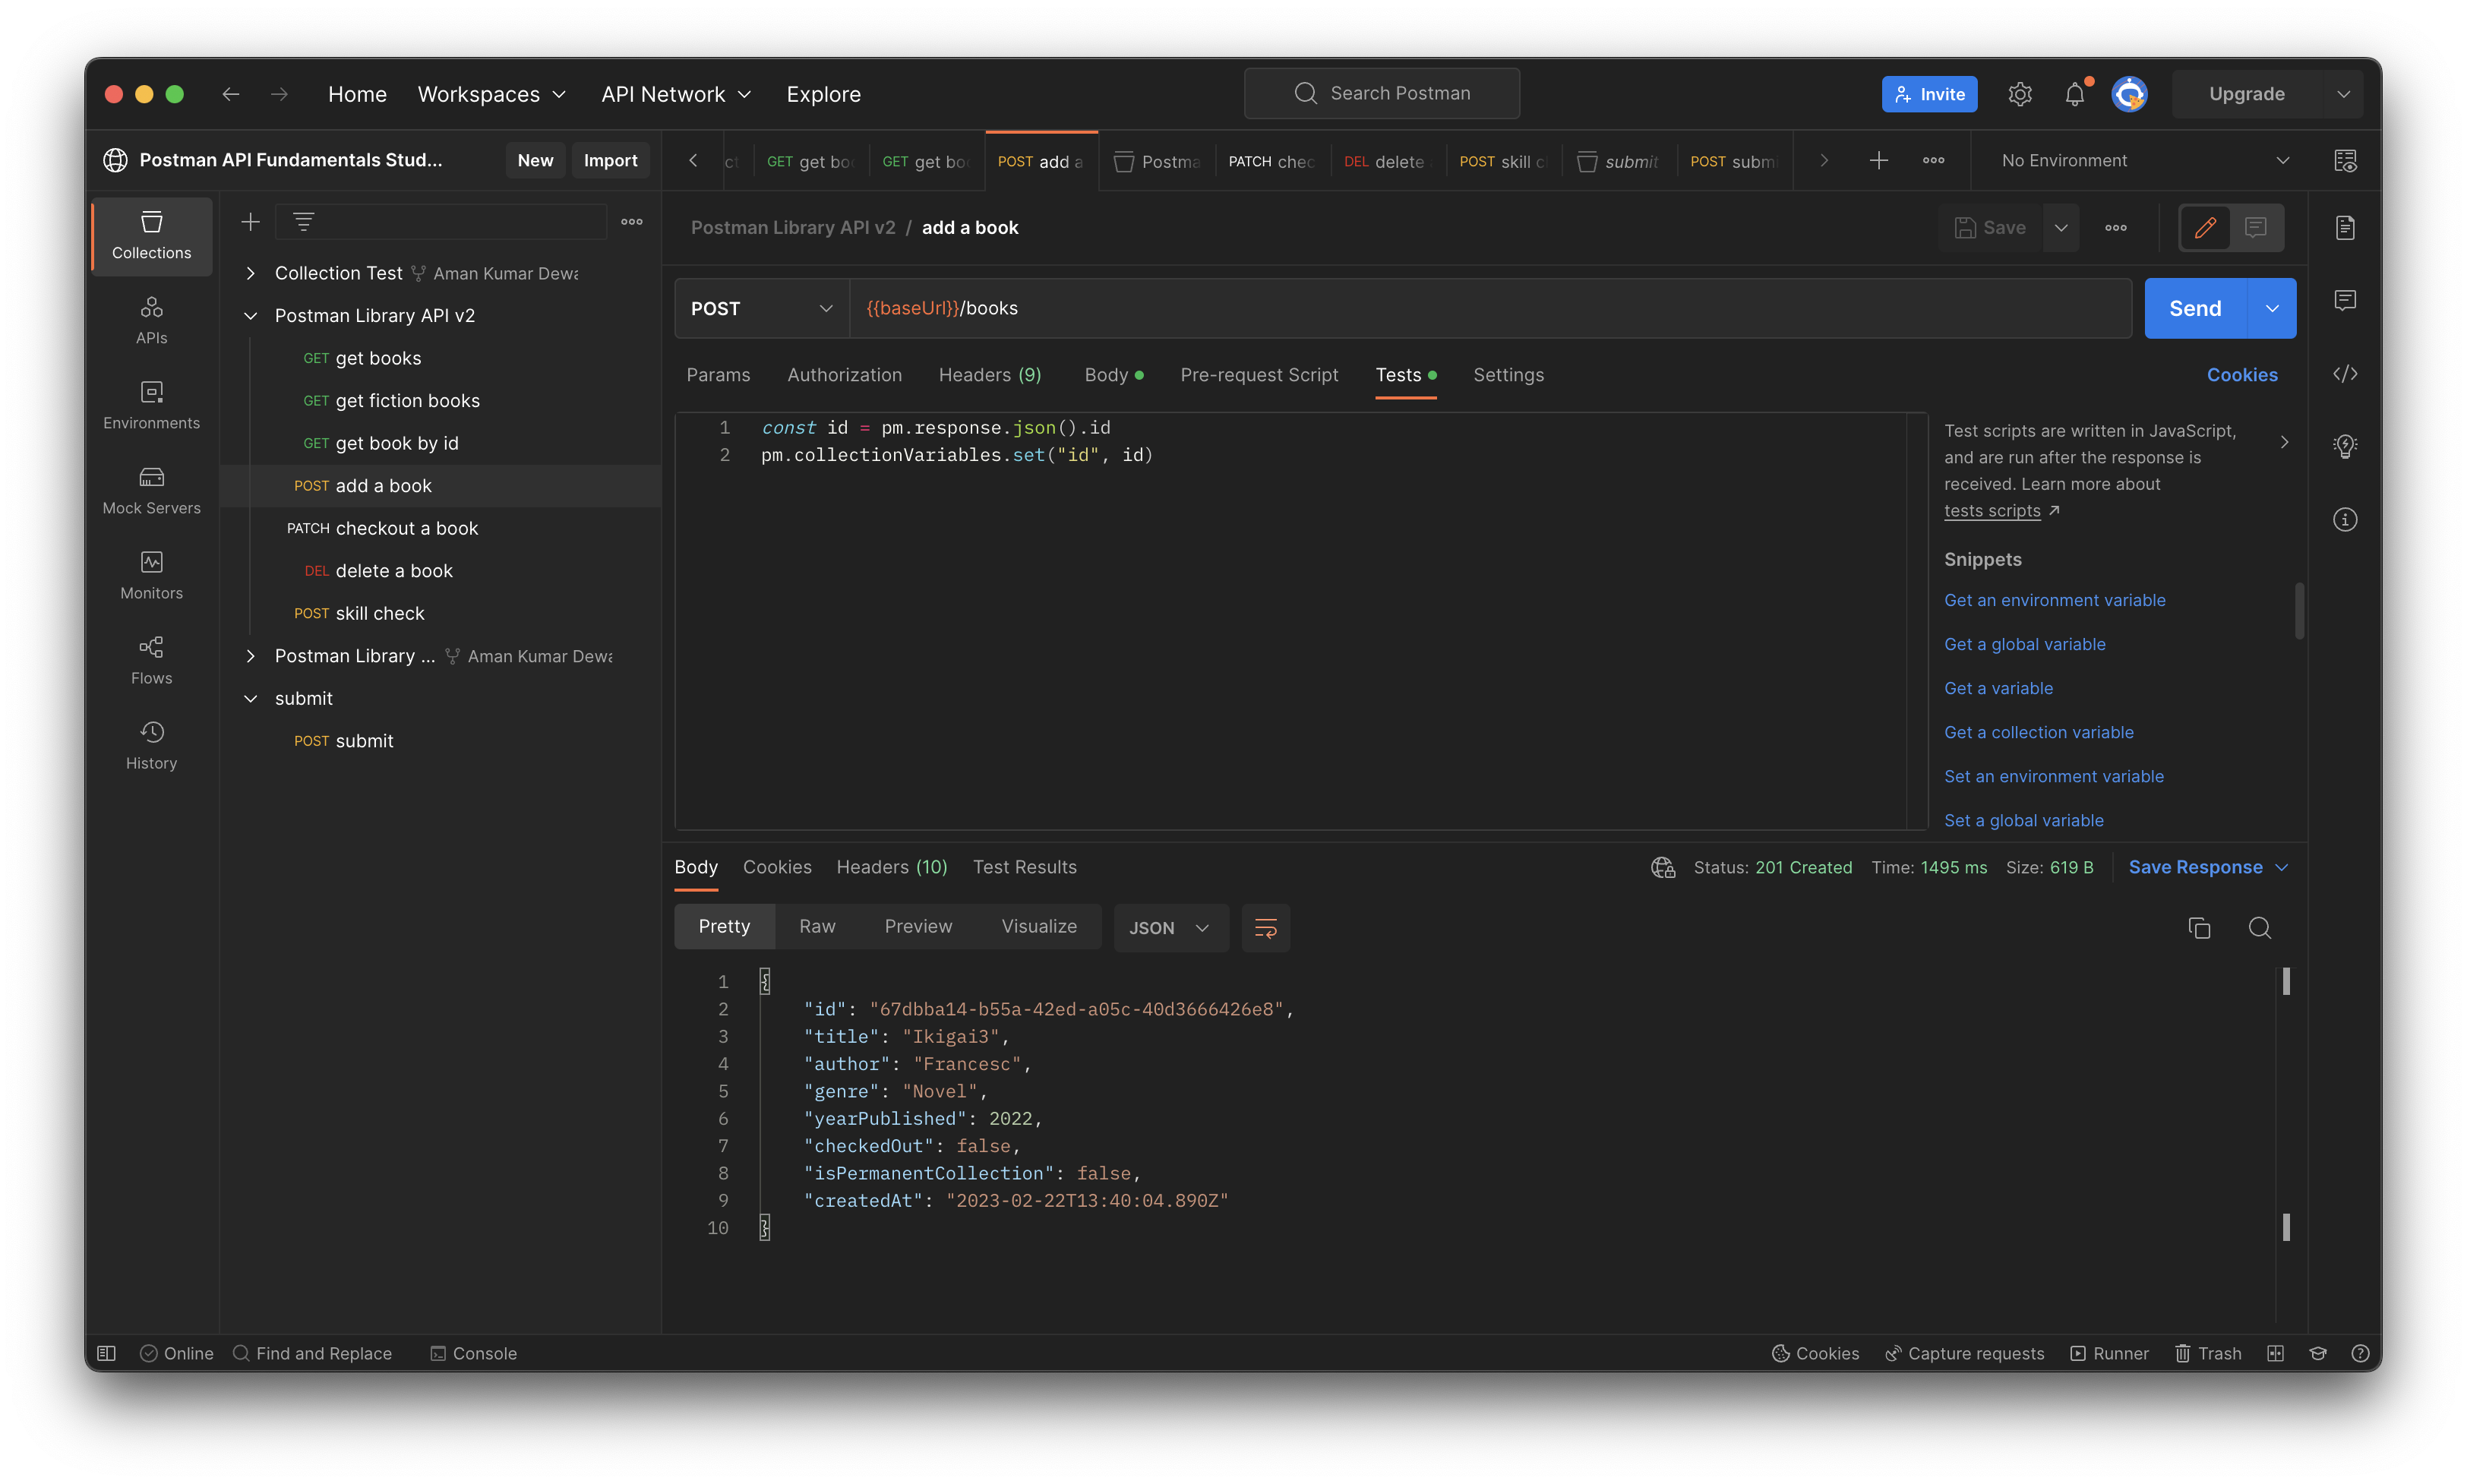 Home Workspaces API Network Explore Search Postman Invite Upgrade
Postman API Fundamentals Stud... New Import
GET get GET get POST add POST skill submit PATCH DEL delete No Environment
Collections
APIs
Environments
Mock Servers
Monitors
Flows
History
Collection Test Aman Kumar
Postman Library API v2
GET get books
GET get fiction books
GET get book by id
POST add a book
PATCH checkout a book
DEL delete a book
POST skill check
Postman Library ... Aman Kumar
submit
POST submit
Postman Library API v2 / add a book Save
POST {{baseUrl}}/books Send
Params Authorization Headers (9) Body Pre-request Script Tests Settings Cookies
1 const id = pm.response.json().id
2 pm.collectionVariables.set("id", id)
Test scripts are written in JavaScript,
and are run after the response is
received. Learn more about
tests scripts
Snippets
Get an environment variable
Get a global variable
Get a variable
Get a collection variable
Set an environment variable
Set a global variable
Body Cookies Headers (10) Test Results Status: 201 Created Time: 1495 ms Size: 619 B Save Response
Pretty Raw Preview Visualize JSON
1 {
2 "id": "67dbba14-b55a-42ed-a05c-40d3666426e8",
3 "title": "Ikigai3",
4 "author": "Francesc",
5 "genre": "Novel",
6 "yearPublished": 2022,
7 "checkedOut": false,
8 "isPermanentCollection": false,
9 "createdAt": "2023-02-22T13:40:04.890Z"
10 }
Online Find and Replace Console Cookies Capture requests Runner Trash